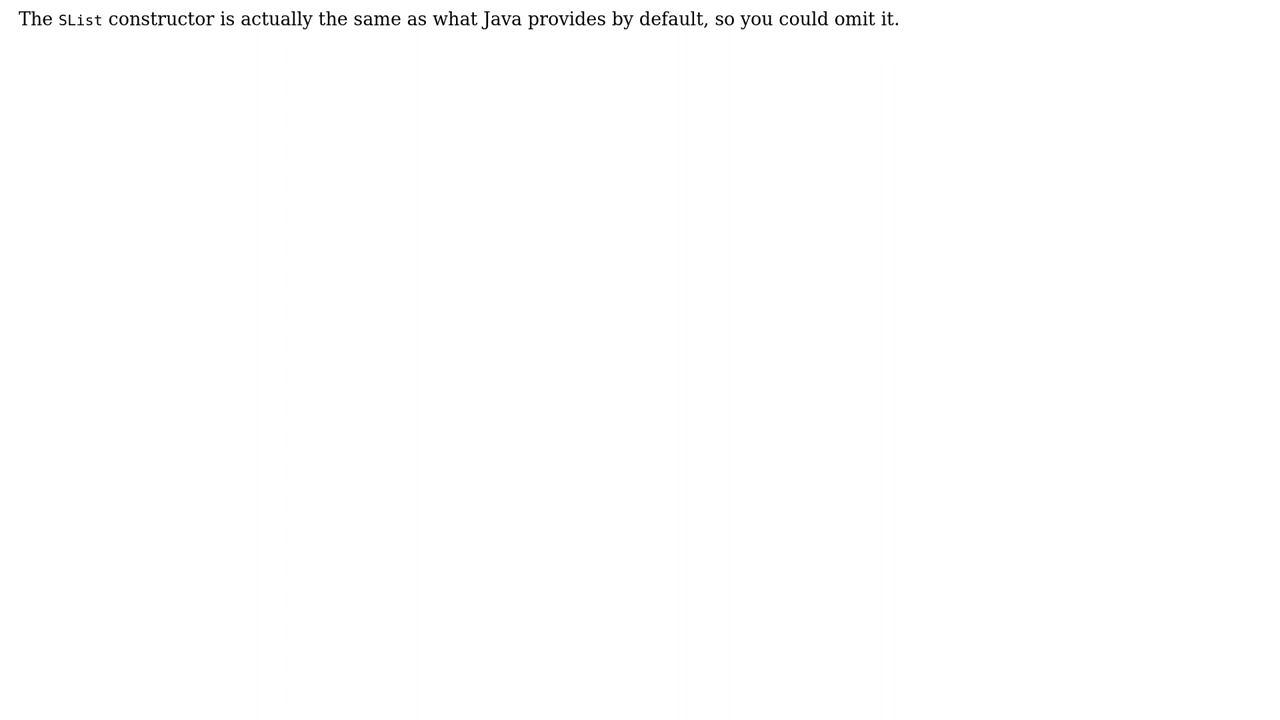 The SList constructor is actually the same as what Java provides by default, so you could omit it.